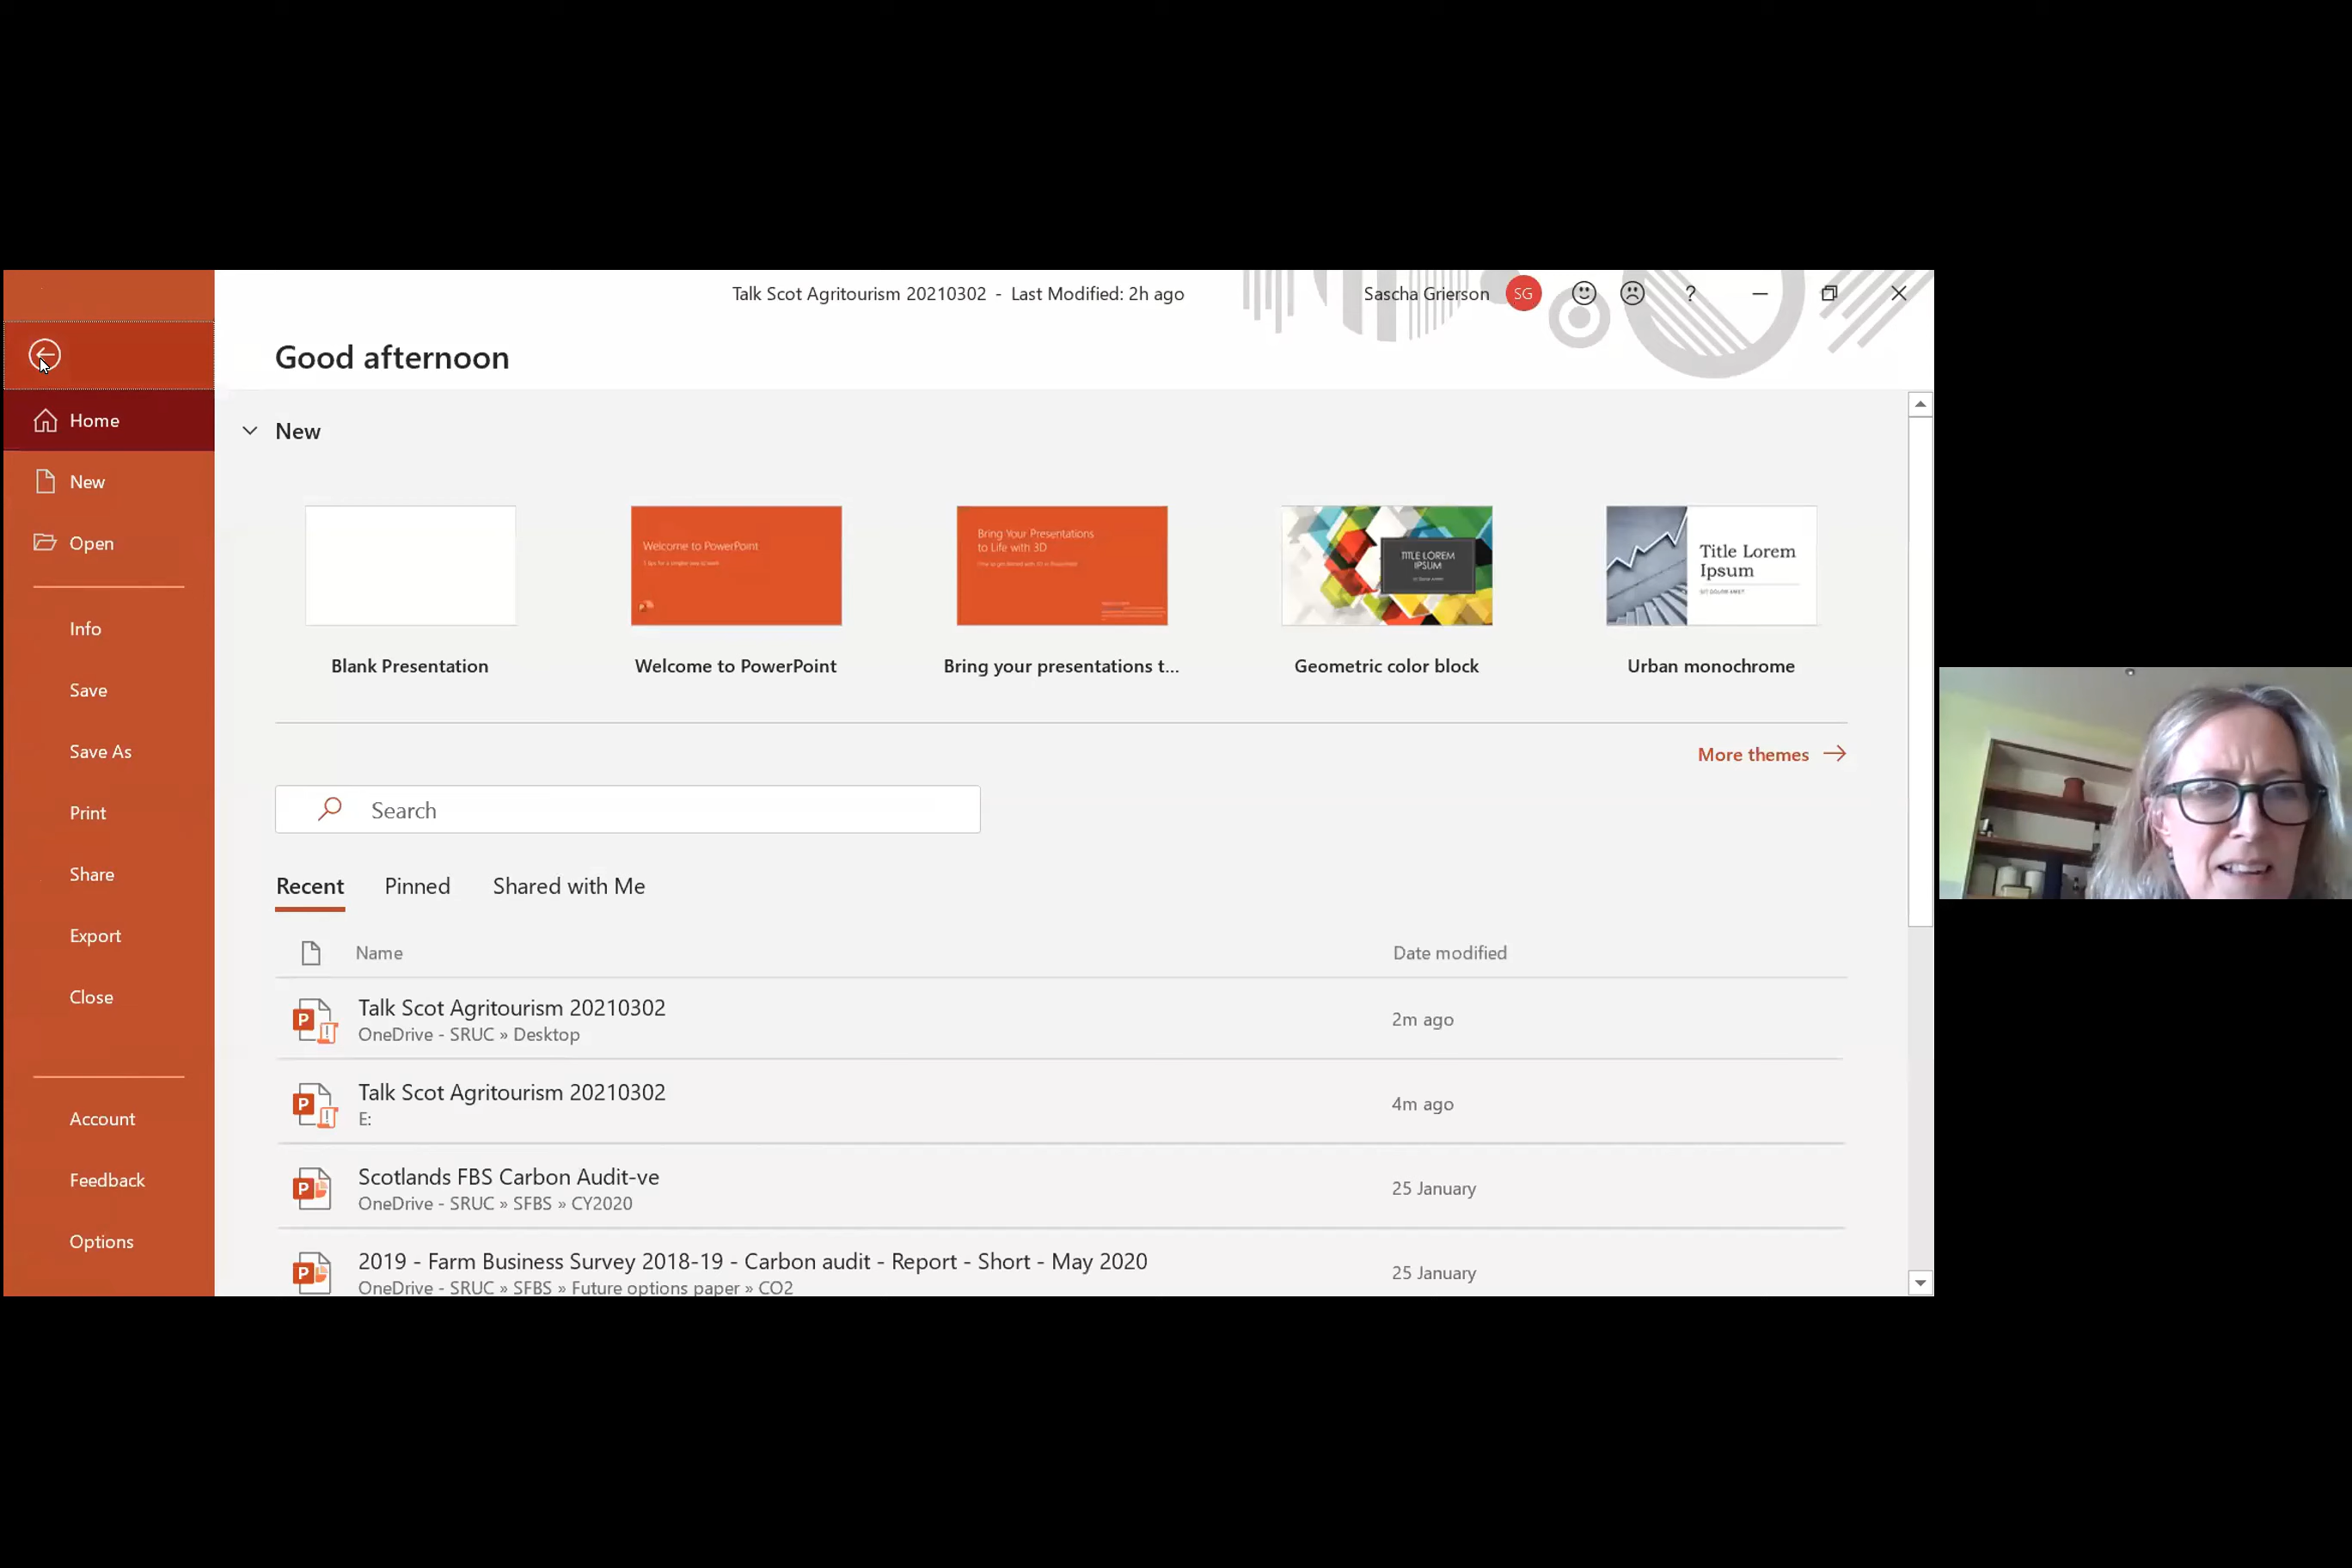 Talk Scot Agritourism 20210302 - Last Modified: 2h ago
Sascha Grierson
SG
?
Good afternoon
Home
New
Open
Info
Save
Save As
Print
Share
Export
Close
Account
Feedback
Options
New
Welcome to PowerPoint
Bring Your Presentations
to Life with 3D
TITLE LOREM
IPSUM
Title Lorem
Ipsum
SIT DOLOR AMET
Blank Presentation
Welcome to PowerPoint
Bring your presentations t...
Geometric color block
Urban monochrome
More themes
Search
Recent
Pinned
Shared with Me
Name
Date modified
Talk Scot Agritourism 20210302
OneDrive - SRUC » Desktop
2m ago
Talk Scot Agritourism 20210302
E:
4m ago
Scotlands FBS Carbon Audit-ve
OneDrive - SRUC » SFBS » CY2020
25 January
2019 - Farm Business Survey 2018-19 - Carbon audit - Report - Short - May 2020
OneDrive - SRUC » SFBS » Future options paper » CO2
25 January